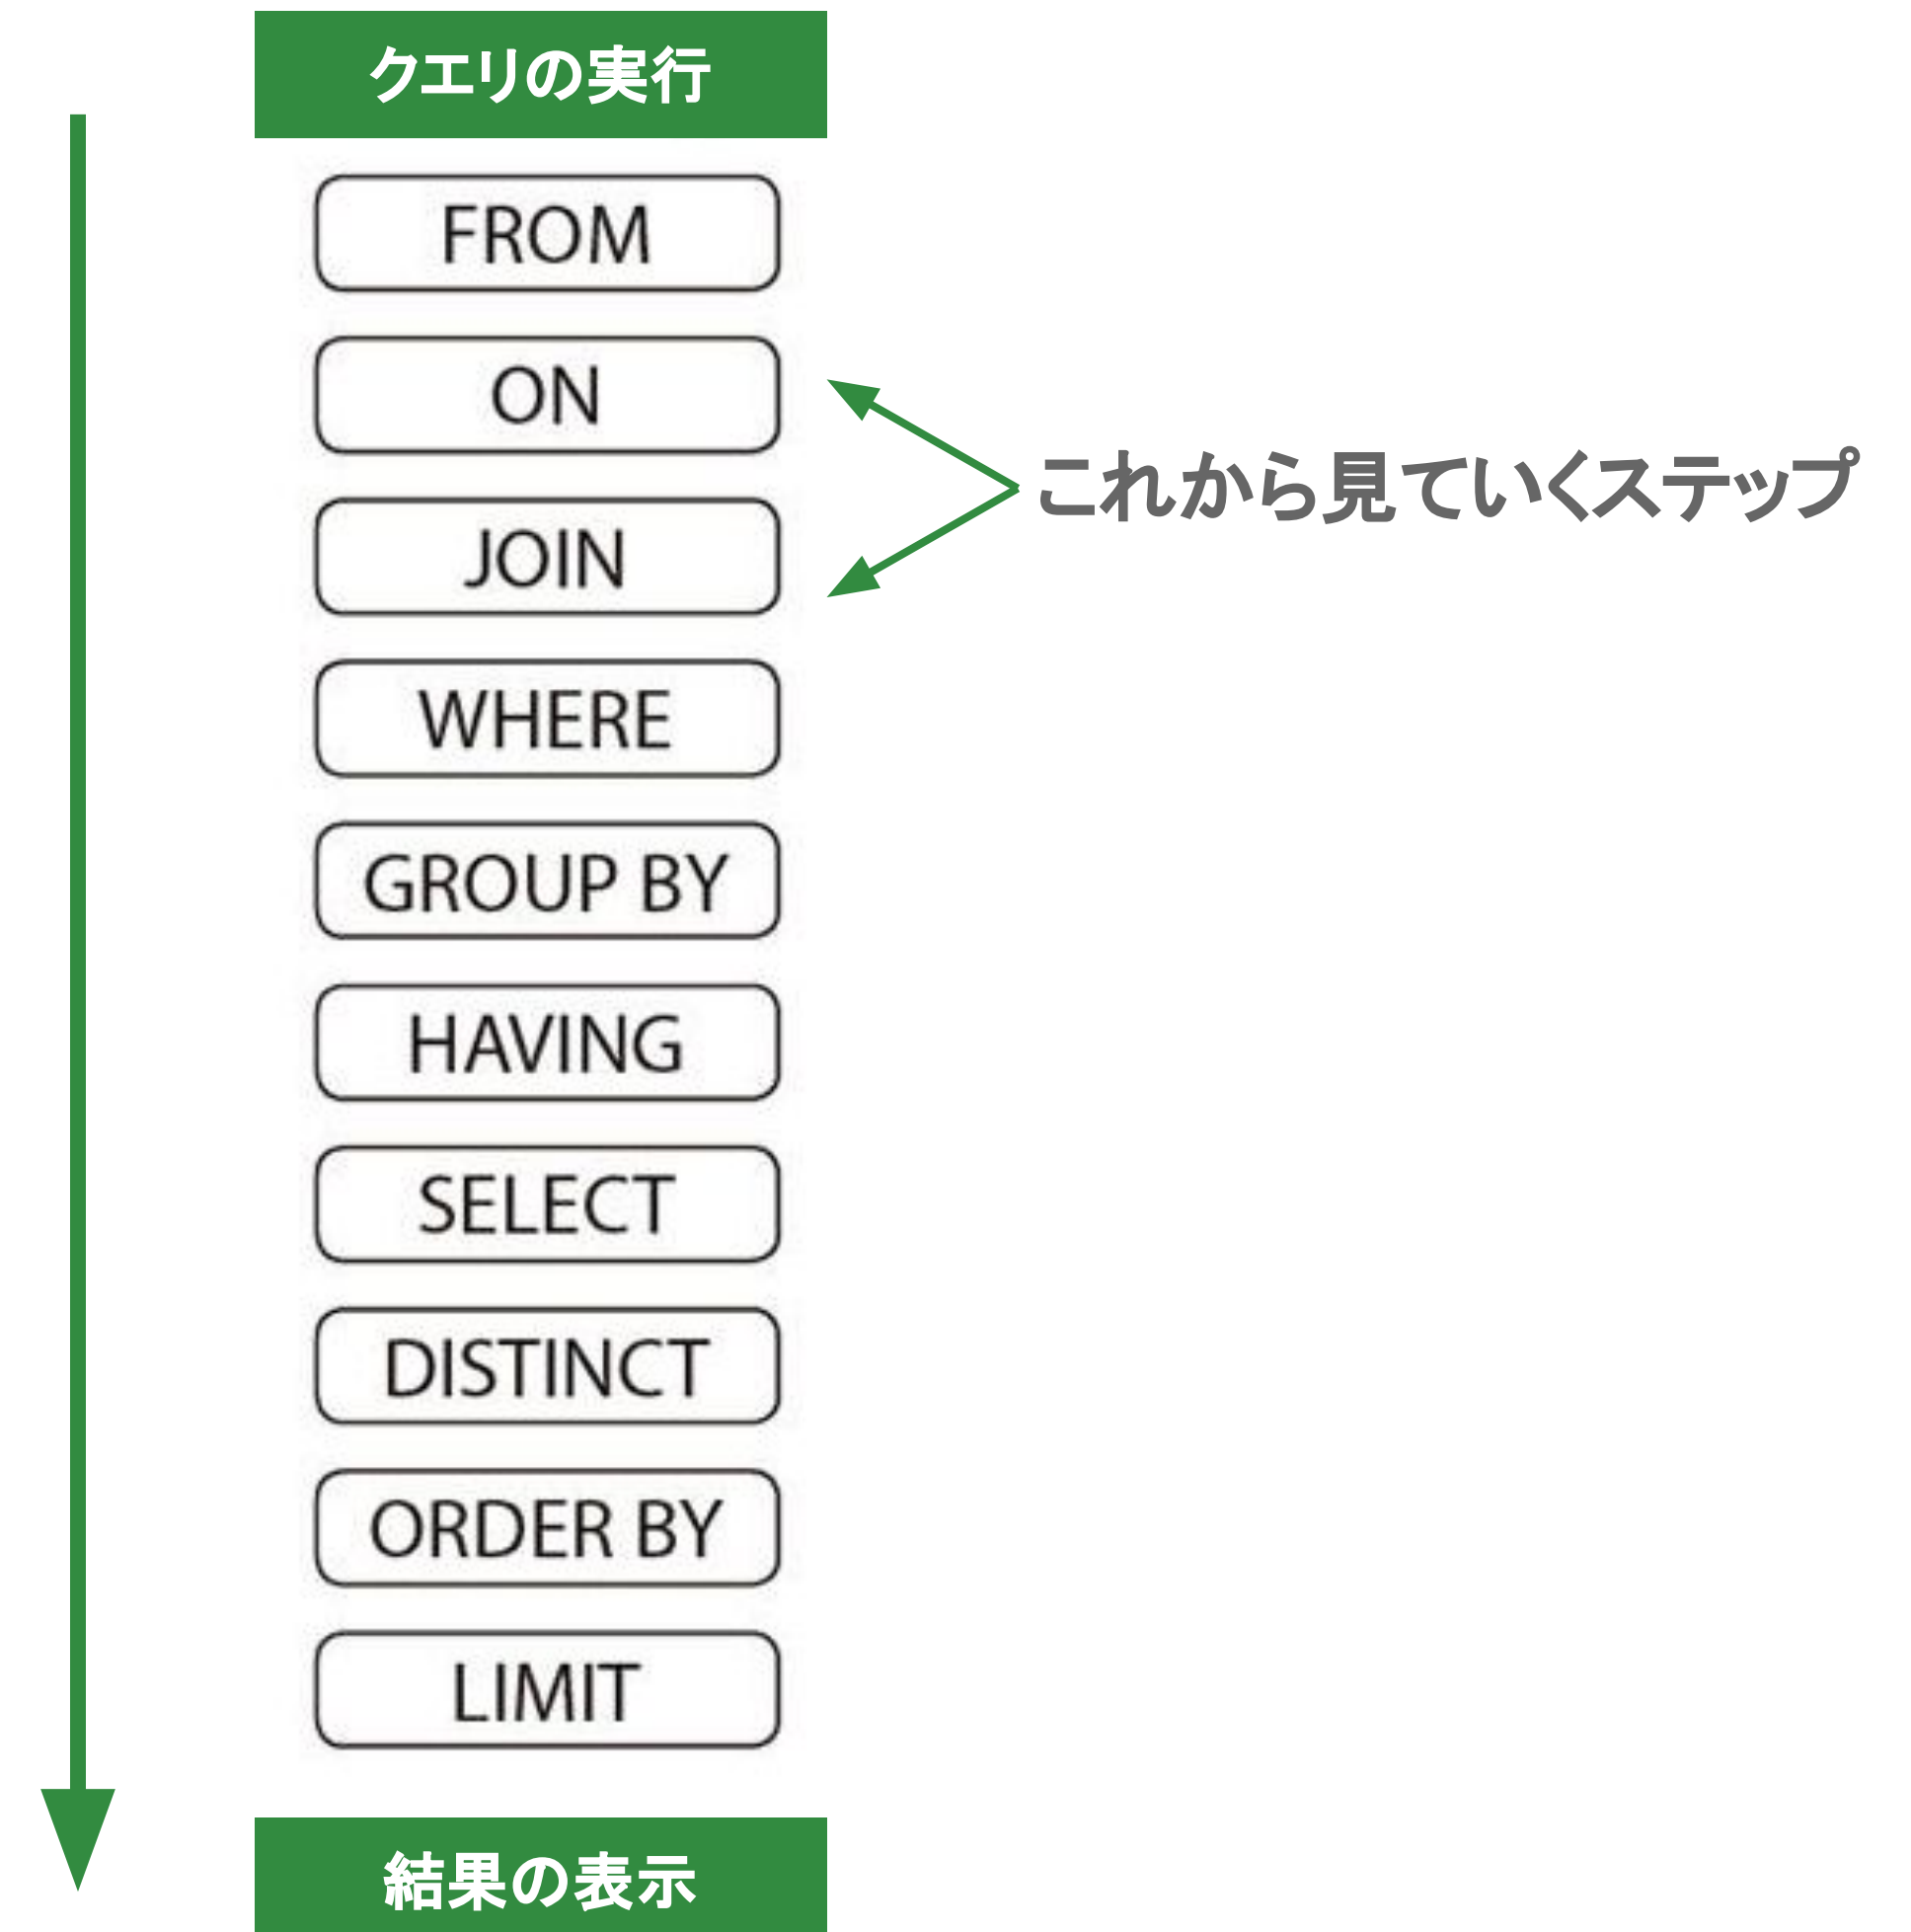 クエリの実行
FROM
ON
これから見ていくステップ
JOIN
WHERE
GROUP BY
HAVING
SELECT
DISTINCT
ORDER BY
LIMIT
結果の表示